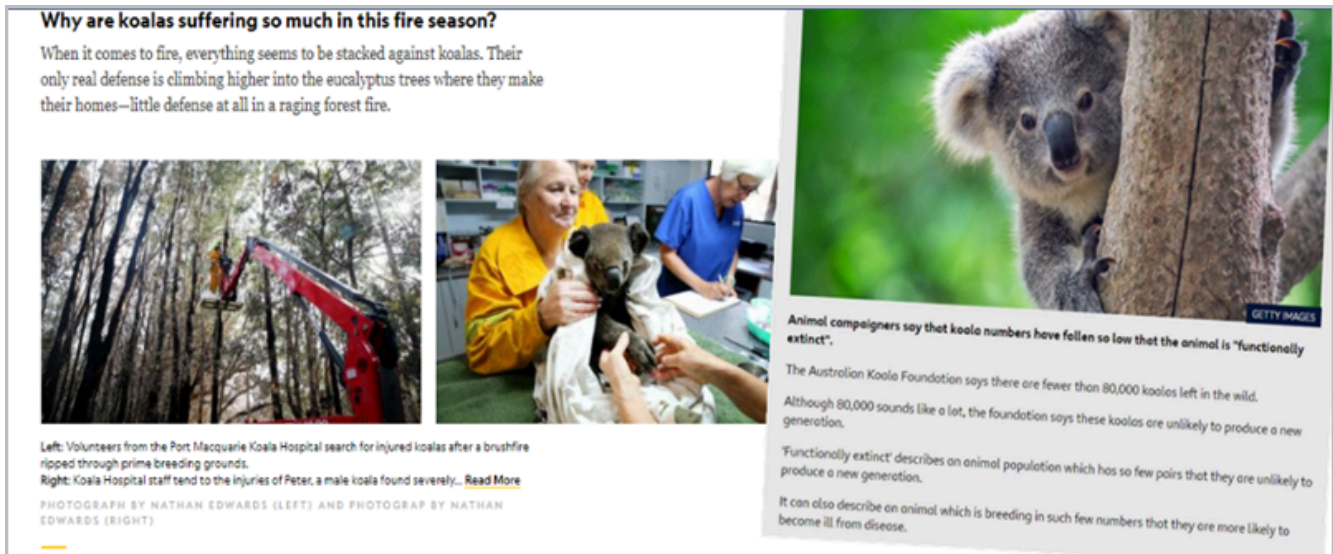 Why are koalas suffering so much in this fire season?
When it comes to fire, everything seems to be stacked against koalas. Their
only real defense is climbing higher into the eucalyptus trees where they make
their homes—little defense at all in a raging forest fire.
Left: Volunteers from the Port Macquarie Koala Hospital search for injured koalas after a brushfire
ripped through prime breeding grounds.
Right: Koala Hospital staff tend to the injuries of Peter, a male koala found severely... Read More
PHOTOGRAPH BY NATHAN EDWARDS (LEFT) AND PHOTOGRAP BY NATHAN
EDWARDS (RIGHT)
GETTY IMAGES
Animal campaigners say that koala numbers have fallen so low that the animal is "functionally
extinct".
The Australian Koala Foundation says there are fewer than 80,000 koalas left in the wild.
Although 80,000 sounds like a lot, the foundation says these koalas are unlikely to produce a new
generation.
'Functionally extinct' describes an animal population which has so few pairs that they are unlikely to
produce a new generation.
It can also describe an animal which is breeding in such few numbers that they are more likely to
become ill from disease.